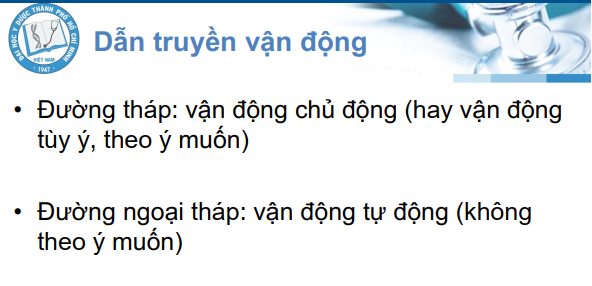 ĐẠI HỌC Y DƯỢC THÀNH PHỐ HỒ CHÍ MINH
VIỆT NAM
1947
Dẫn truyền vận động
• Đường tháp: vận động chủ động (hay vận động
tùy ý, theo ý muốn)
• Đường ngoại tháp: vận động tự động (không
theo ý muốn)